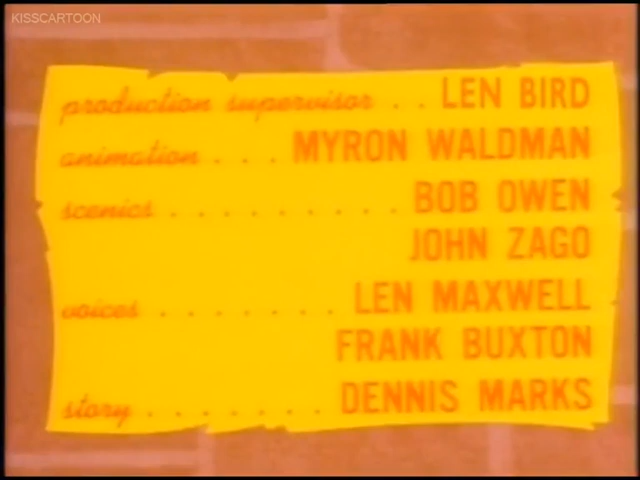 KISSCARTOON
production supervisor . . LEN BIRD
animation . . . MYRON WALDMAN
scenics . . . . . . . . . . BOB OWEN
JOHN ZAGO
voices . . . . . . . LEN MAXWELL
FRANK BUXTON
story . . . . . . . DENNIS MARKS